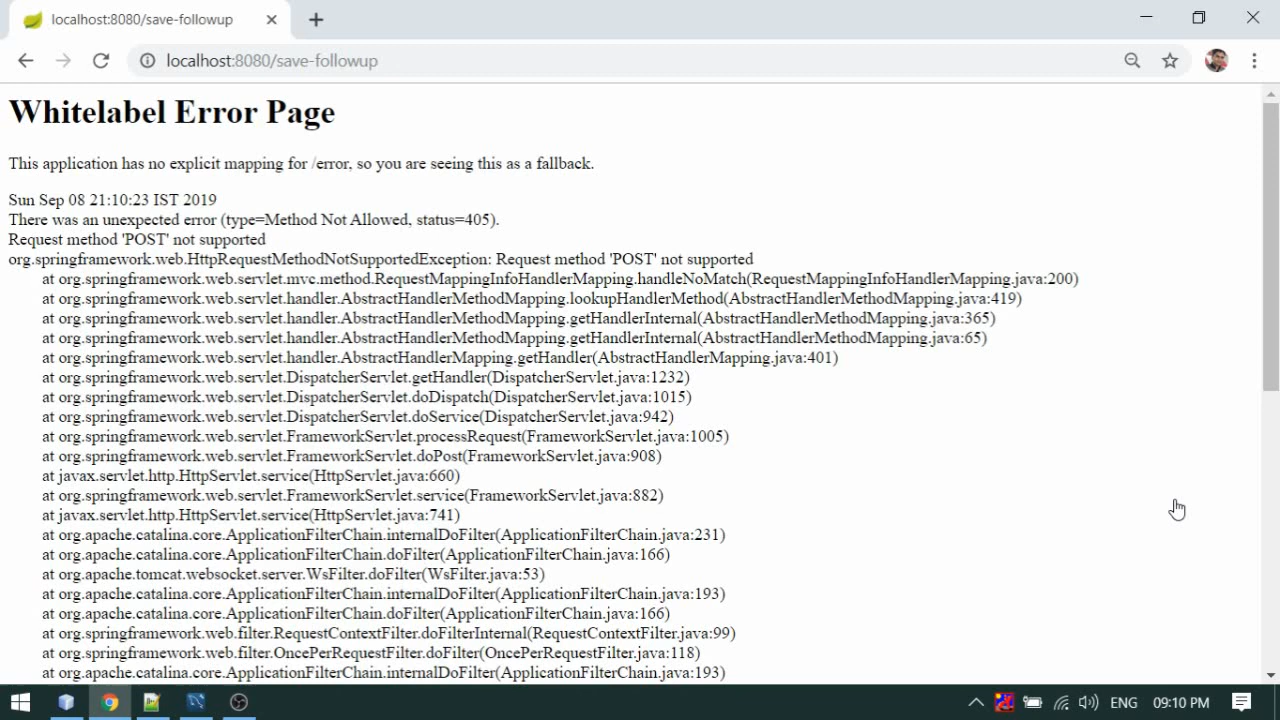 localhost:8080/save-followup
localhost:8080/save-followup
Whitelabel Error Page
This application has no explicit mapping for /error, so you are seeing this as a fallback.
Sun Sep 08 21:10:23 IST 2019
There was an unexpected error (type=Method Not Allowed, status=405).
Request method 'POST' not supported
org.springframework.web.HttpRequestMethodNotSupportedException: Request method 'POST' not supported
at org.springframework.web.servlet.mvc.method.RequestMappingInfoHandlerMapping.handleNoMatch(RequestMappingInfoHandlerMapping.java:200)
at org.springframework.web.servlet.handler.AbstractHandlerMethodMapping.lookupHandlerMethod(AbstractHandlerMethodMapping.java:419)
at org.springframework.web.servlet.handler.AbstractHandlerMethodMapping.getHandlerInternal(AbstractHandlerMethodMapping.java:365)
at org.springframework.web.servlet.handler.AbstractHandlerMethodMapping.getHandlerInternal(AbstractHandlerMethodMapping.java:65)
at org.springframework.web.servlet.handler.AbstractHandlerMapping.getHandler(AbstractHandlerMapping.java:401)
at org.springframework.web.servlet.DispatcherServlet.getHandler(DispatcherServlet.java:1232)
at org.springframework.web.servlet.DispatcherServlet.doDispatch(DispatcherServlet.java:1015)
at org.springframework.web.servlet.DispatcherServlet.doService(DispatcherServlet.java:942)
at org.springframework.web.servlet.FrameworkServlet.processRequest(FrameworkServlet.java:1005)
at org.springframework.web.servlet.FrameworkServlet.doPost(FrameworkServlet.java:908)
at javax.servlet.http.HttpServlet.service(HttpServlet.java:660)
at org.springframework.web.servlet.FrameworkServlet.service(FrameworkServlet.java:882)
at javax.servlet.http.HttpServlet.service(HttpServlet.java:741)
at org.apache.catalina.core.ApplicationFilterChain.internalDoFilter(ApplicationFilterChain.java:231)
at org.apache.catalina.core.ApplicationFilterChain.doFilter(ApplicationFilterChain.java:166)
at org.apache.tomcat.websocket.server.WsFilter.doFilter(WsFilter.java:53)
at org.apache.catalina.core.ApplicationFilterChain.internalDoFilter(ApplicationFilterChain.java:193)
at org.apache.catalina.core.ApplicationFilterChain.doFilter(ApplicationFilterChain.java:166)
at org.springframework.web.filter.RequestContextFilter.doFilterInternal(RequestContextFilter.java:99)
at org.springframework.web.filter.OncePerRequestFilter.doFilter(OncePerRequestFilter.java:118)
at org.apache.catalina.core.ApplicationFilterChain.internalDoFilter(ApplicationFilterChain.java:193)
ENG 09:10 PM